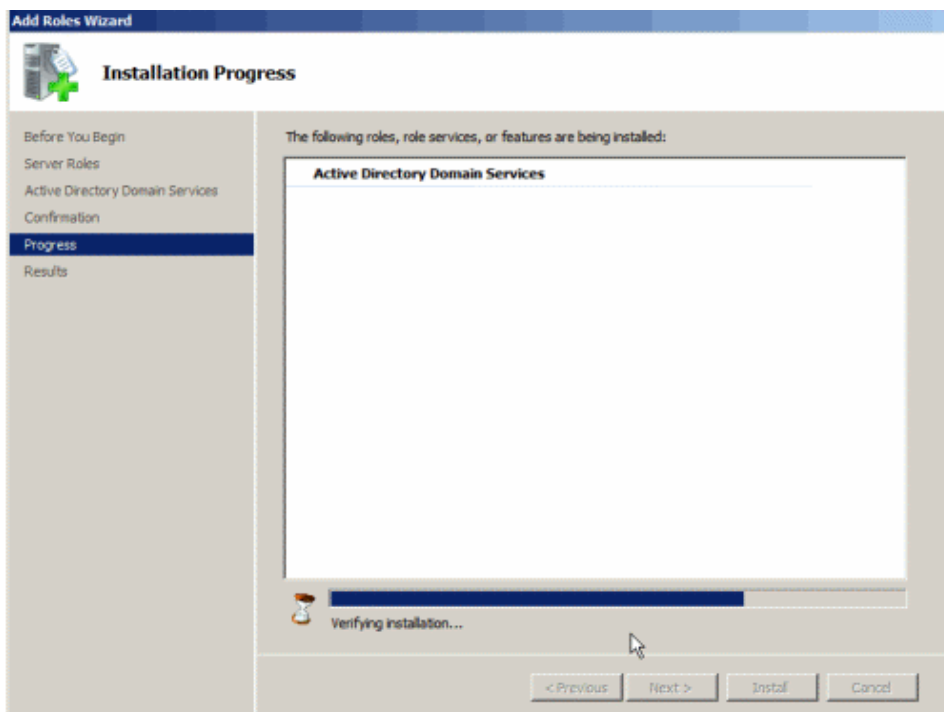 Add Roles Wizard
Installation Progress
Before You Begin
Server Roles
Active Directory Domain Services
Confirmation
Progress
Results
The following roles, role services, or features are being installed:
Active Directory Domain Services
Verifying installation...
< Previous
Next >
Install
Cancel